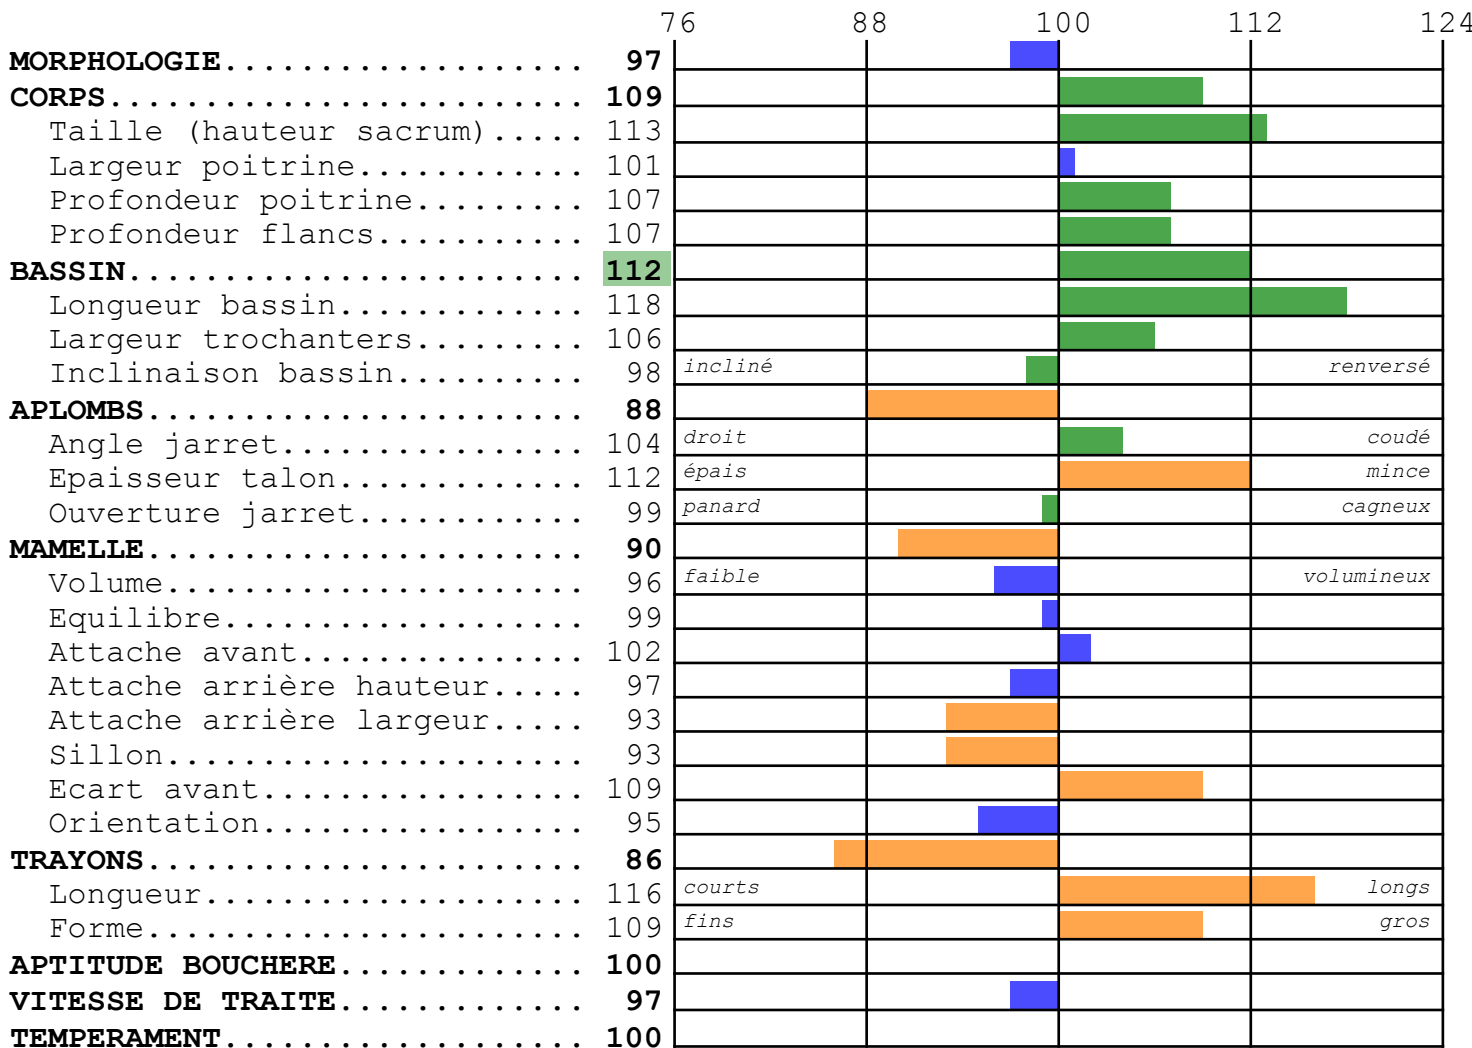 76 88 100 112 124
MORPHOLOGIE................... 97
CORPS......................... 109
Taille (hauteur sacrum)..... 113
Largeur poitrine............ 101
Profondeur poitrine......... 107
Profondeur flancs........... 107
BASSIN........................ 112
Longueur bassin............. 118
Largeur trochanters......... 106
Inclinaison bassin.......... 98 incliné renversé
APLOMBS....................... 88
Angle jarret................ 104 droit coudé
Epaisseur talon............. 112 épais mince
Ouverture jarret............ 99 panard cagneux
MAMELLE....................... 90
Volume...................... 96 faible volumineux
Equilibre................... 99
Attache avant............... 102
Attache arrière hauteur..... 97
Attache arrière largeur..... 93
Sillon...................... 93
Ecart avant................. 109
Orientation................. 95
TRAYONS....................... 86
Longueur.................... 116 courts longs
Forme....................... 109 fins gros
APTITUDE BOUCHERE............. 100
VITESSE DE TRAITE............. 97
TEMPERAMENT................... 100